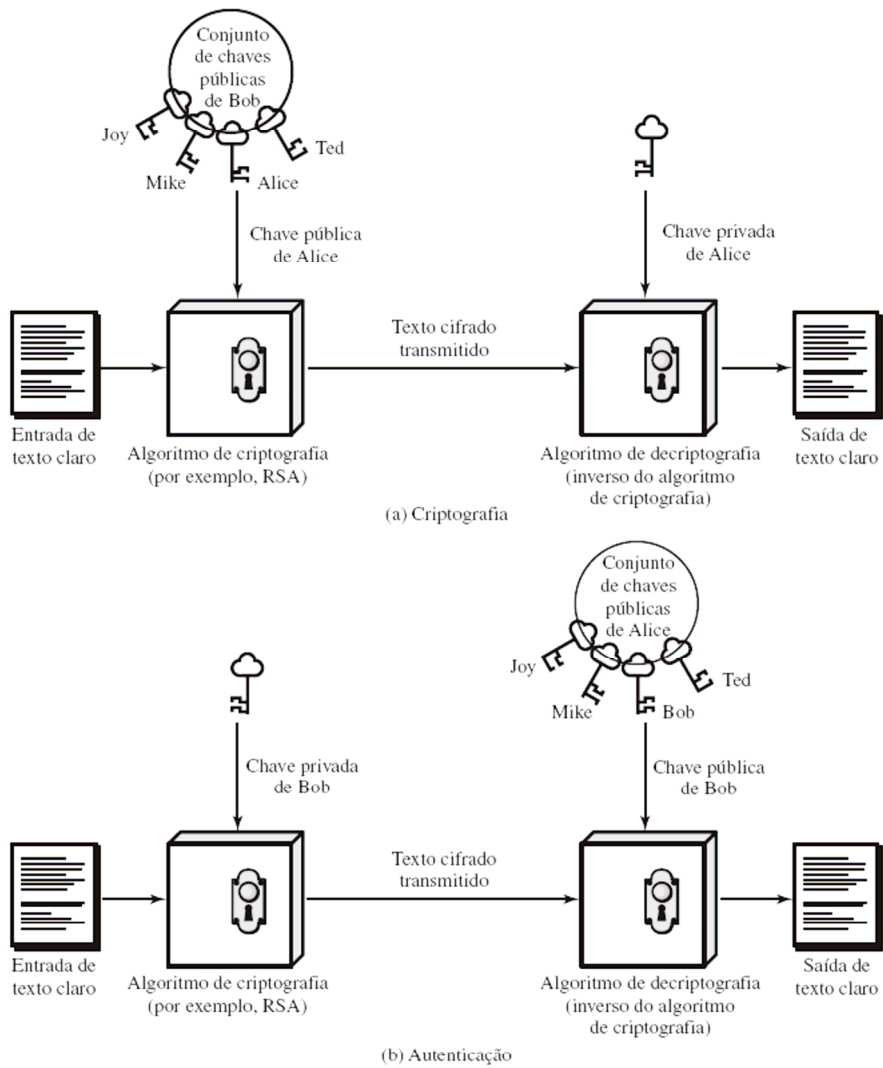 Conjunto
de chaves
públicas
de Bob
Joy
Mike
Alice
Ted
Chave pública
de Alice
Chave privada
de Alice
Texto cifrado
transmitido
Entrada de
texto claro
Algoritmo de criptografia
(por exemplo, RSA)
Algoritmo de decriptografia
(inverso do algoritmo
de criptografia)
Saída de
texto claro
(a) Criptografia
Conjunto
de chaves
públicas
de Alice
Joy
Mike
Bob
Ted
Chave privada
de Bob
Chave pública
de Bob
Texto cifrado
transmitido
Entrada de
texto claro
Algoritmo de criptografia
(por exemplo, RSA)
Algoritmo de decriptografia
(inverso do algoritmo
de criptografia)
Saída de
texto claro
(b) Autenticação